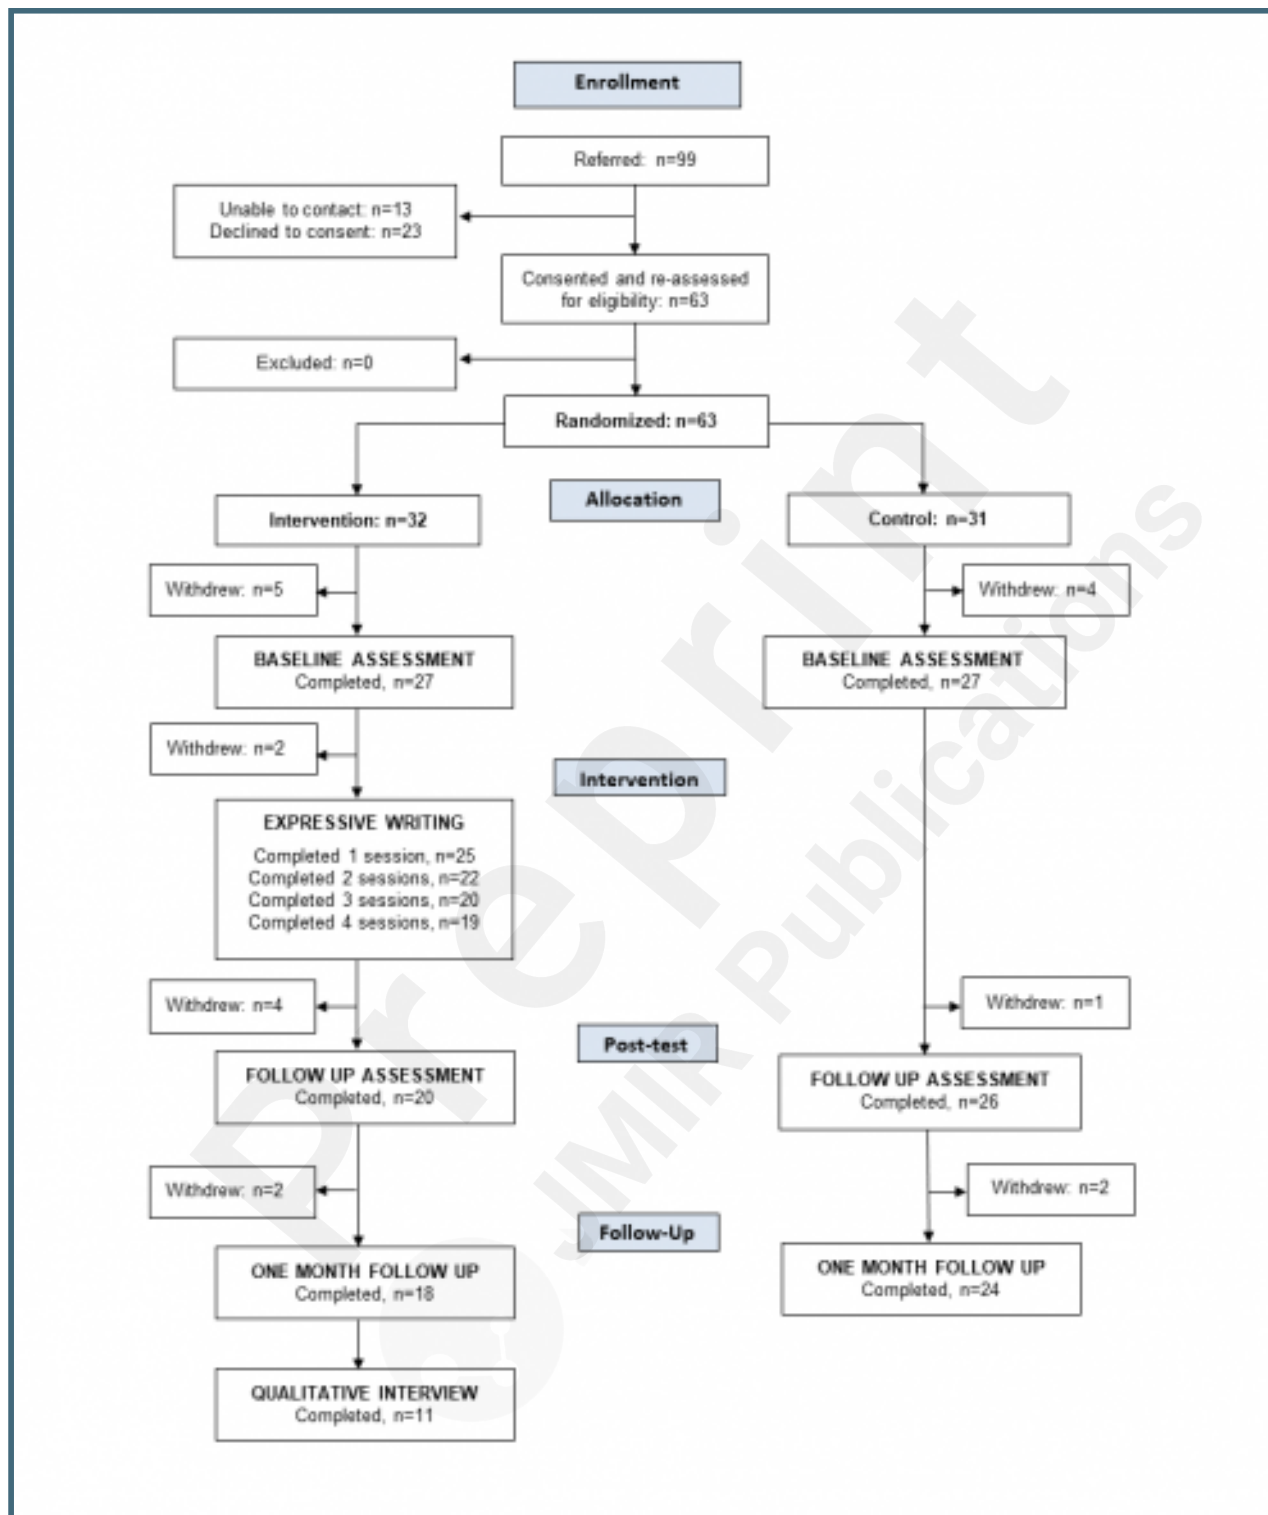 Enrollment
Referred: n=99
Unable to contact: n=13
Declined to consent: n=23
Consented and re-assessed
for eligibility: n=63
Excluded: n=0
Randomized: n=63
Allocation
Intervention: n=32
Control: n=31
Withdrew: n=5
Withdrew: n=4
BASELINE ASSESSMENT
Completed, n=27
BASELINE ASSESSMENT
Completed, n=27
Withdrew: n=2
Intervention
EXPRESSIVE WRITING
Completed 1 session, n=25
Completed 2 sessions, n=22
Completed 3 sessions, n=20
Completed 4 sessions, n=19
Withdrew: n=4
Withdrew: n=1
Post-test
FOLLOW UP ASSESSMENT
Completed, n=20
FOLLOW UP ASSESSMENT
Completed, n=26
Withdrew: n=2
Withdrew: n=2
Follow-Up
ONE MONTH FOLLOW UP
Completed, n=18
ONE MONTH FOLLOW UP
Completed, n=24
QUALITATIVE INTERVIEW
Completed, n=11
Preprint
JMIR Publications